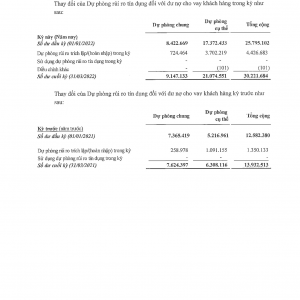 Thay đổi của Dự phòng rủi ro tín dụng đối với dư nợ cho vay khách hàng trong kỳ như
sau:
Dự phòng chung Dự phòng cụ thể Tổng cộng
Kỳ này (Năm nay)
Số dư đầu kỳ (01/01/2022) 8.422.669 17.372.433 25.795.102
Dự phòng rủi ro trích lập/(hoàn nhập) trong kỳ 724.464 3.702.219 4.426.683
Sử dụng dự phòng rủi ro tín dụng trong kỳ - - -
Điều chỉnh khác - (101) (101)
Số dư cuối kỳ (31/03/2022) 9.147.133 21.074.551 30.221.684
Thay đổi của Dự phòng rủi ro tín dụng đối với dư nợ cho vay khách hàng kỳ trước như
sau:
Dự phòng chung Dự phòng cụ thể Tổng cộng
Kỳ trước (năm trước)
Số dư đầu kỳ (01/01/2021) 7.365.419 5.216.961 12.582.380
Dự phòng rủi ro trích lập/(hoàn nhập) trong kỳ 258.978 1.091.155 1.350.133
Sử dụng dự phòng rủi ro tín dụng trong kỳ - - -
Số dư cuối kỳ (31/03/2021) 7.624.397 6.308.116 13.932.513